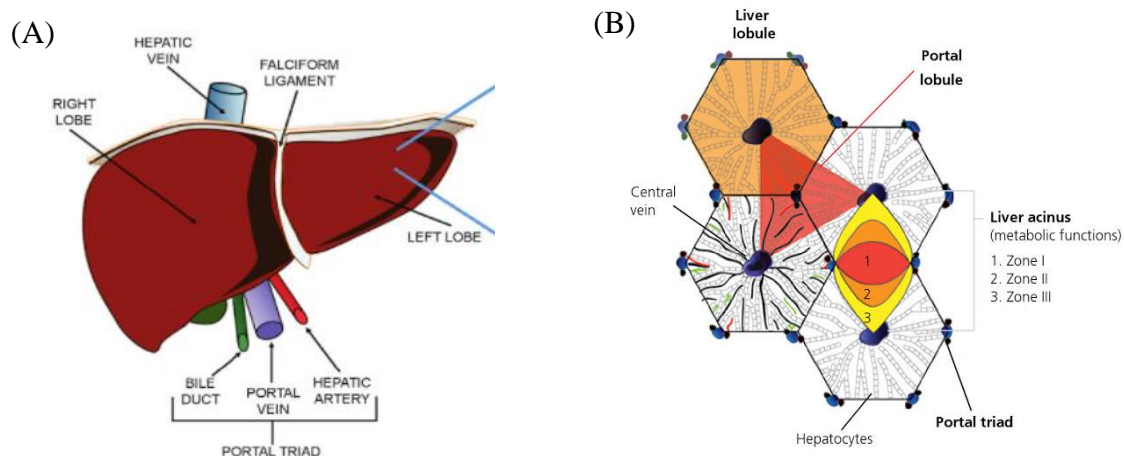 (A)
HEPATIC
VEIN
FALCIFORM
LIGAMENT
RIGHT
LOBE
LEFT LOBE
BILE
DUCT
PORTAL
VEIN
HEPATIC
ARTERY
PORTAL TRIAD
(B)
Liver
lobule
Portal
lobule
Central
vein
Liver acinus
(metabolic functions)
1. Zone I
2. Zone II
3. Zone III
1
2
3
Portal triad
Hepatocytes